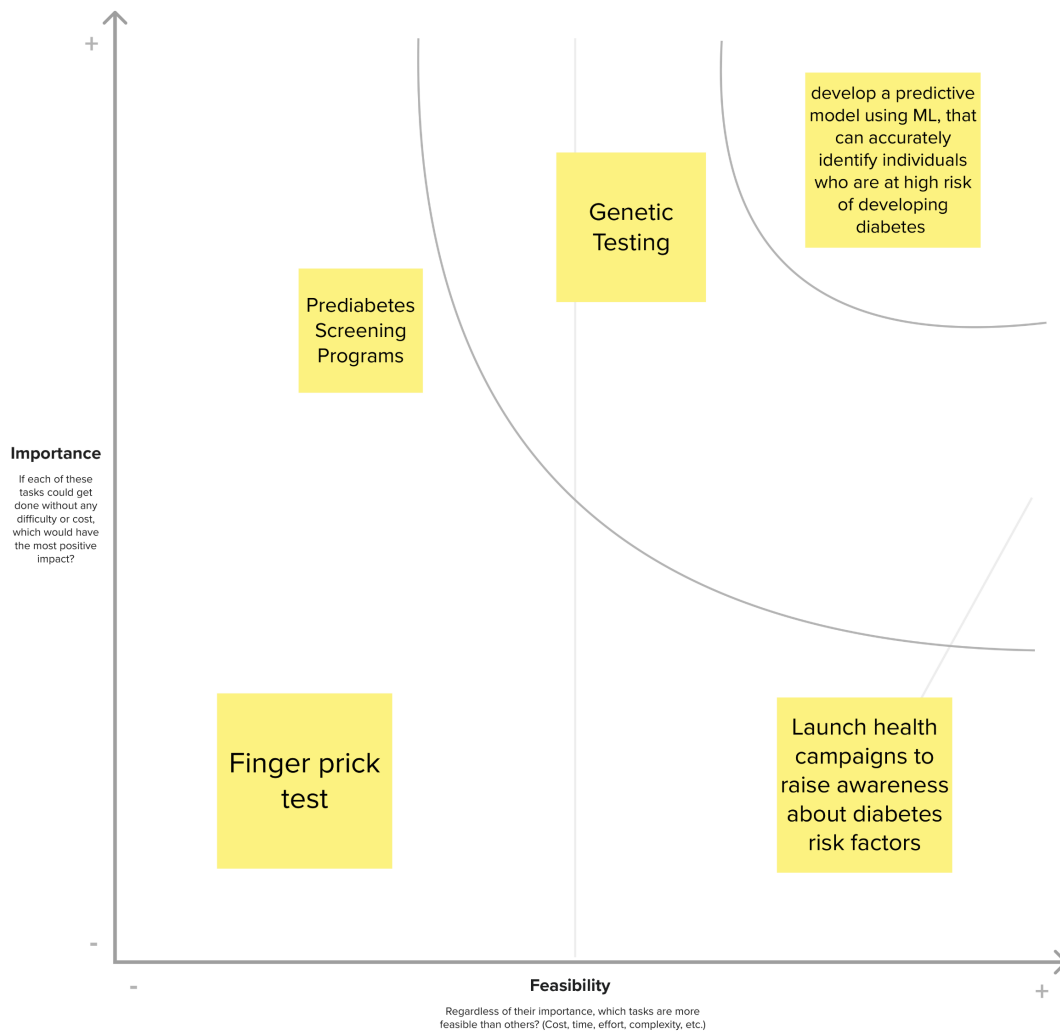 +
develop a predictive
model using ML, that
can accurately
identify individuals
who are at high risk
of developing
diabetes
Genetic
Testing
Prediabetes
Screening
Programs
Importance
If each of these
tasks could get
done without any
difficulty or cost,
which would have
the most positive
impact?
Finger prick
test
Launch health
campaigns to
raise awareness
about diabetes
risk factors
-
-
Feasibility
+
Regardless of their importance, which tasks are more
feasible than others? (Cost, time, effort, complexity, etc.)